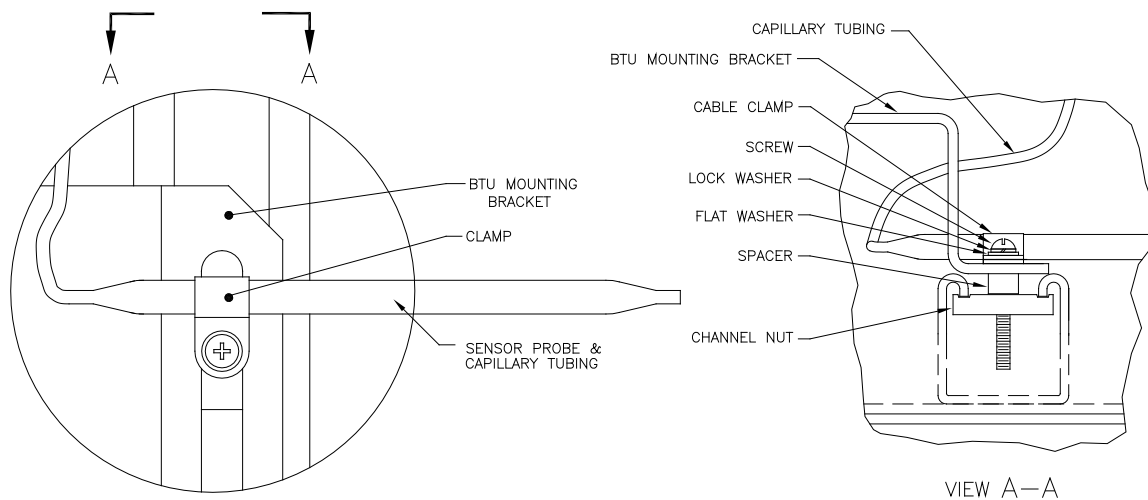 A
A
BTU MOUNTING
BRACKET
CLAMP
SENSOR PROBE &
CAPILLARY TUBING
CAPILLARY TUBING
BTU MOUNTING BRACKET
CABLE CLAMP
SCREW
LOCK WASHER
FLAT WASHER
SPACER
CHANNEL NUT
VIEW A-A